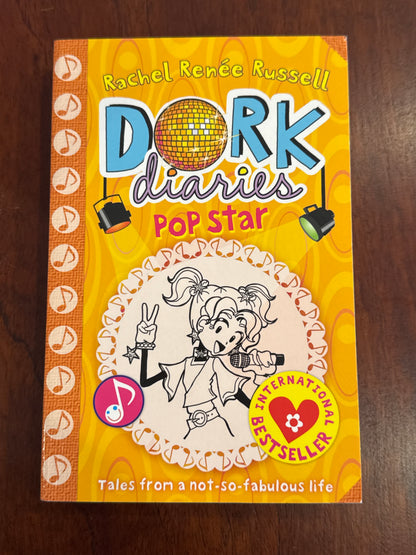 Rachel Renée Russell
DORK
diaries
POP STar
INTERNATIONAL
BESTSELLER
Tales from a not-so-fabulous life